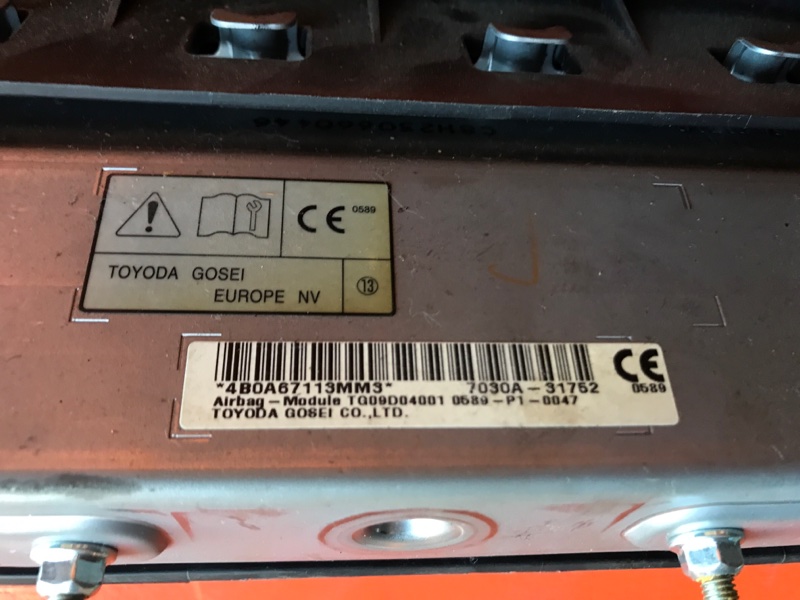 CE 0589
TOYODA GOSEI
EUROPE NV
⑬
*4B0A67113MM3* 7030A-31752
Airbag-Module TG09D04001 0589-P1-0047
TOYODA GOSEI CO.,LTD.
CE
0589